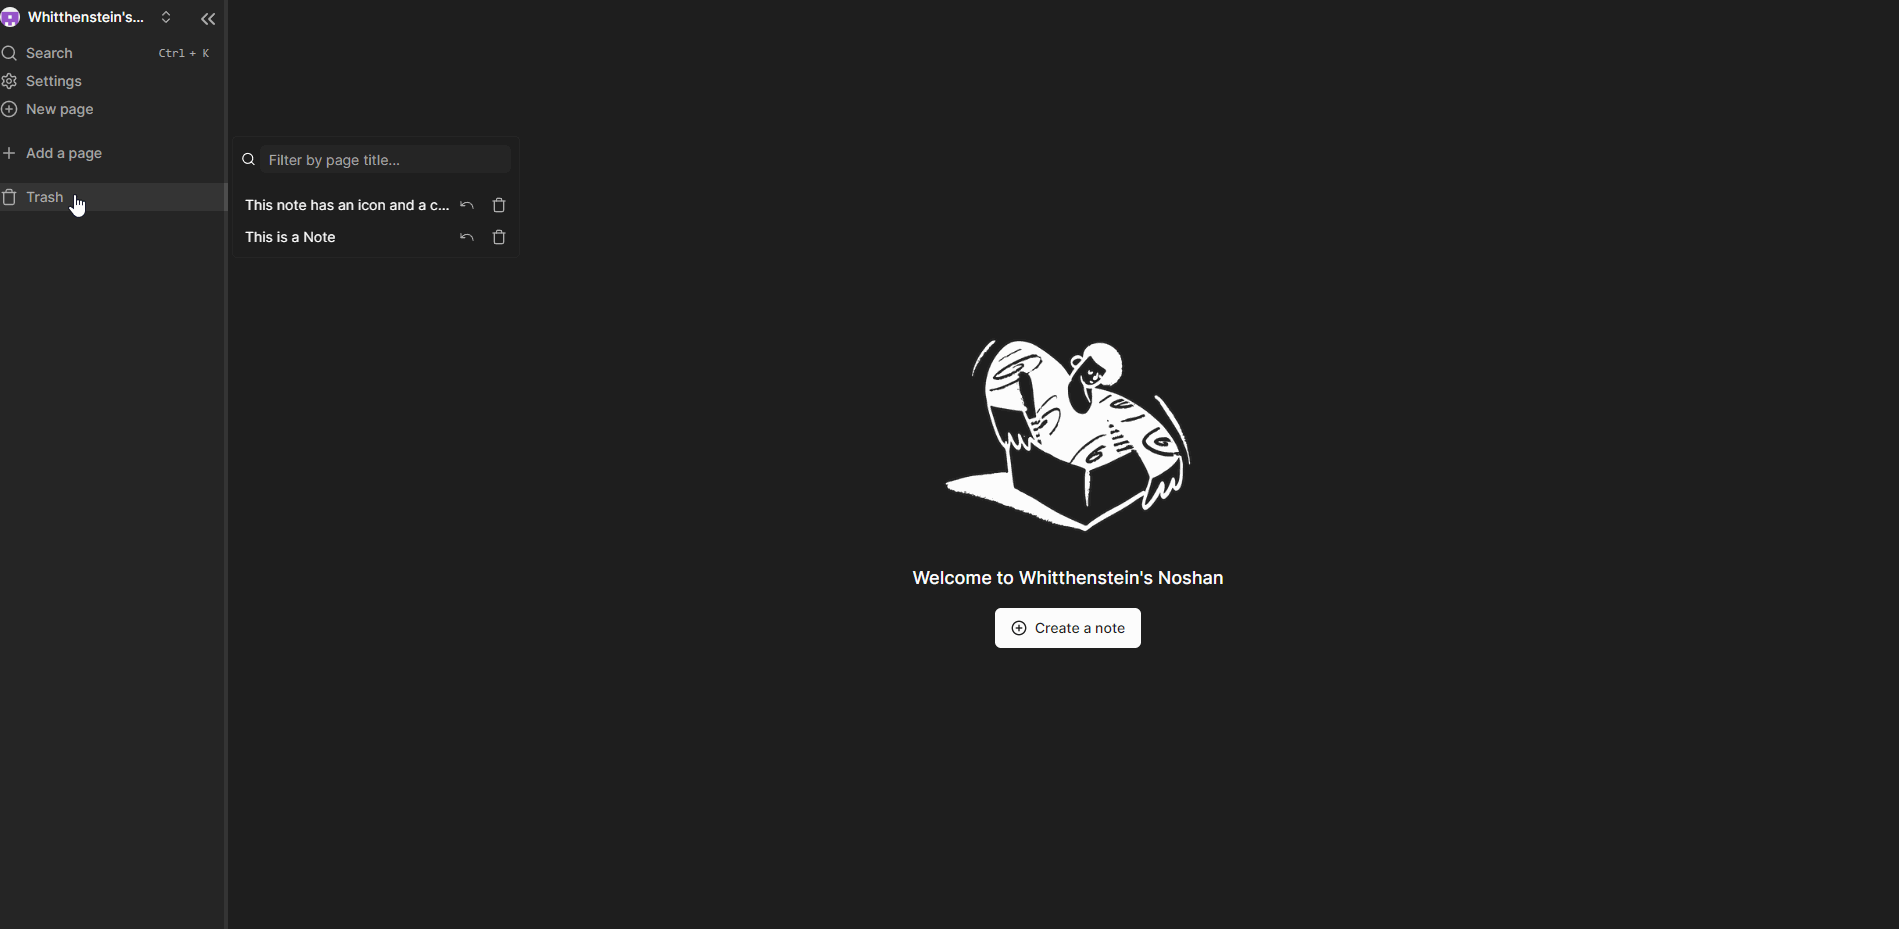 Whitthenstein's...
Search Ctrl + K
Settings
New page
Add a page
Trash
Filter by page title...
This note has an icon and a c...
This is a Note
Welcome to Whitthenstein's Noshan
Create a note